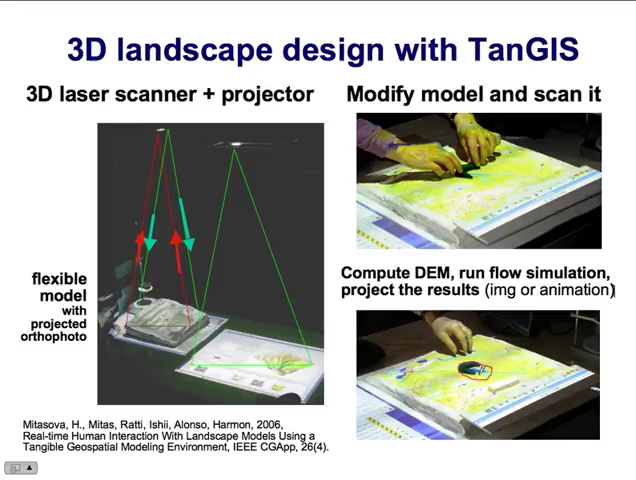 3D landscape design with TanGIS
3D laser scanner + projector
Modify model and scan it
flexible
model
with
projected
orthophoto
Compute DEM, run flow simulation,
project the results (img or animation)
Mitasova, H., Mitas, Ratti, Ishii, Alonso, Harmon, 2006,
Real-time Human Interaction With Landscape Models Using a
Tangible Geospatial Modeling Environment, IEEE CGApp, 26(4).